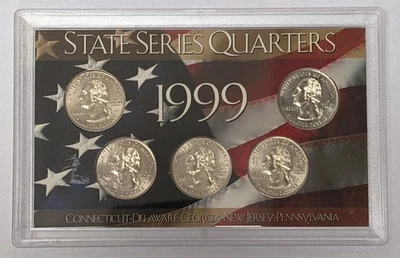 STATE SERIES QUARTERS
1999
CONNECTICUT-DELAWARE-GEORGIA-NEW JERSEY-PENNSYLVANIA